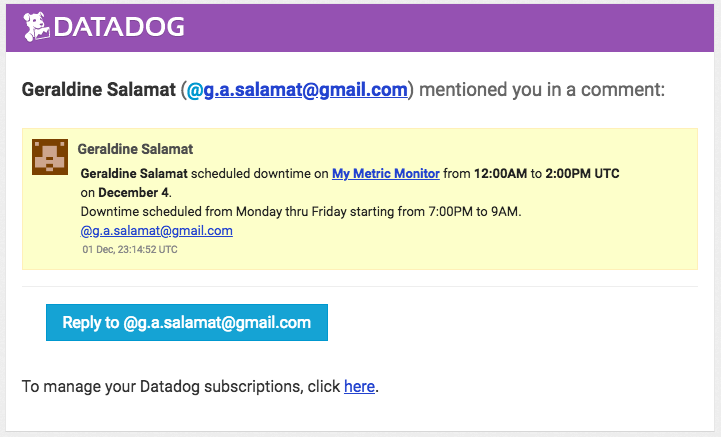 DATADOG
Geraldine Salamat (@g.a.salamat@gmail.com) mentioned you in a comment:
Geraldine Salamat
Geraldine Salamat scheduled downtime on My Metric Monitor from 12:00AM to 2:00PM UTC
on December 4.
Downtime scheduled from Monday thru Friday starting from 7:00PM to 9AM.
@g.a.salamat@gmail.com
01 Dec, 23:14:52 UTC
Reply to @g.a.salamat@gmail.com
To manage your Datadog subscriptions, click here.